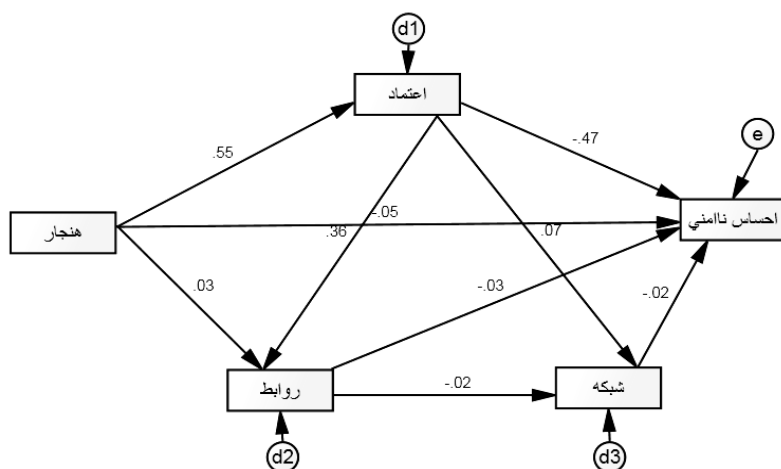 d1
اعتماد
.55
-.47
e
احساس ناامني
هنجار
-.05
.36
.07
.03
-.03
-.02
روابط
-.02
شبكه
d2
d3